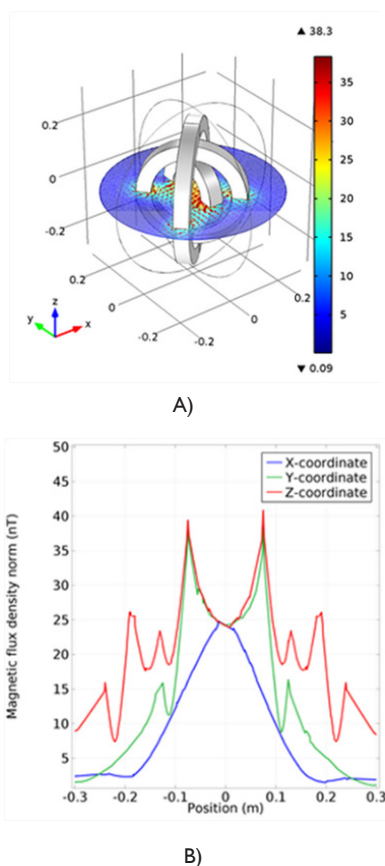 ▲ 38.3
35
30
25
20
15
10
5
▼ 0.09
0.2
0
-0.2
0.2
0
-0.2
-0.2
0
0.2
z
y
x
A)
50
45
40
35
30
25
20
15
10
5
Magnetic flux density norm (nT)
X-coordinate
Y-coordinate
Z-coordinate
-0.3 -0.2 -0.1 0.0 0.1 0.2 0.3
Position (m)
B)